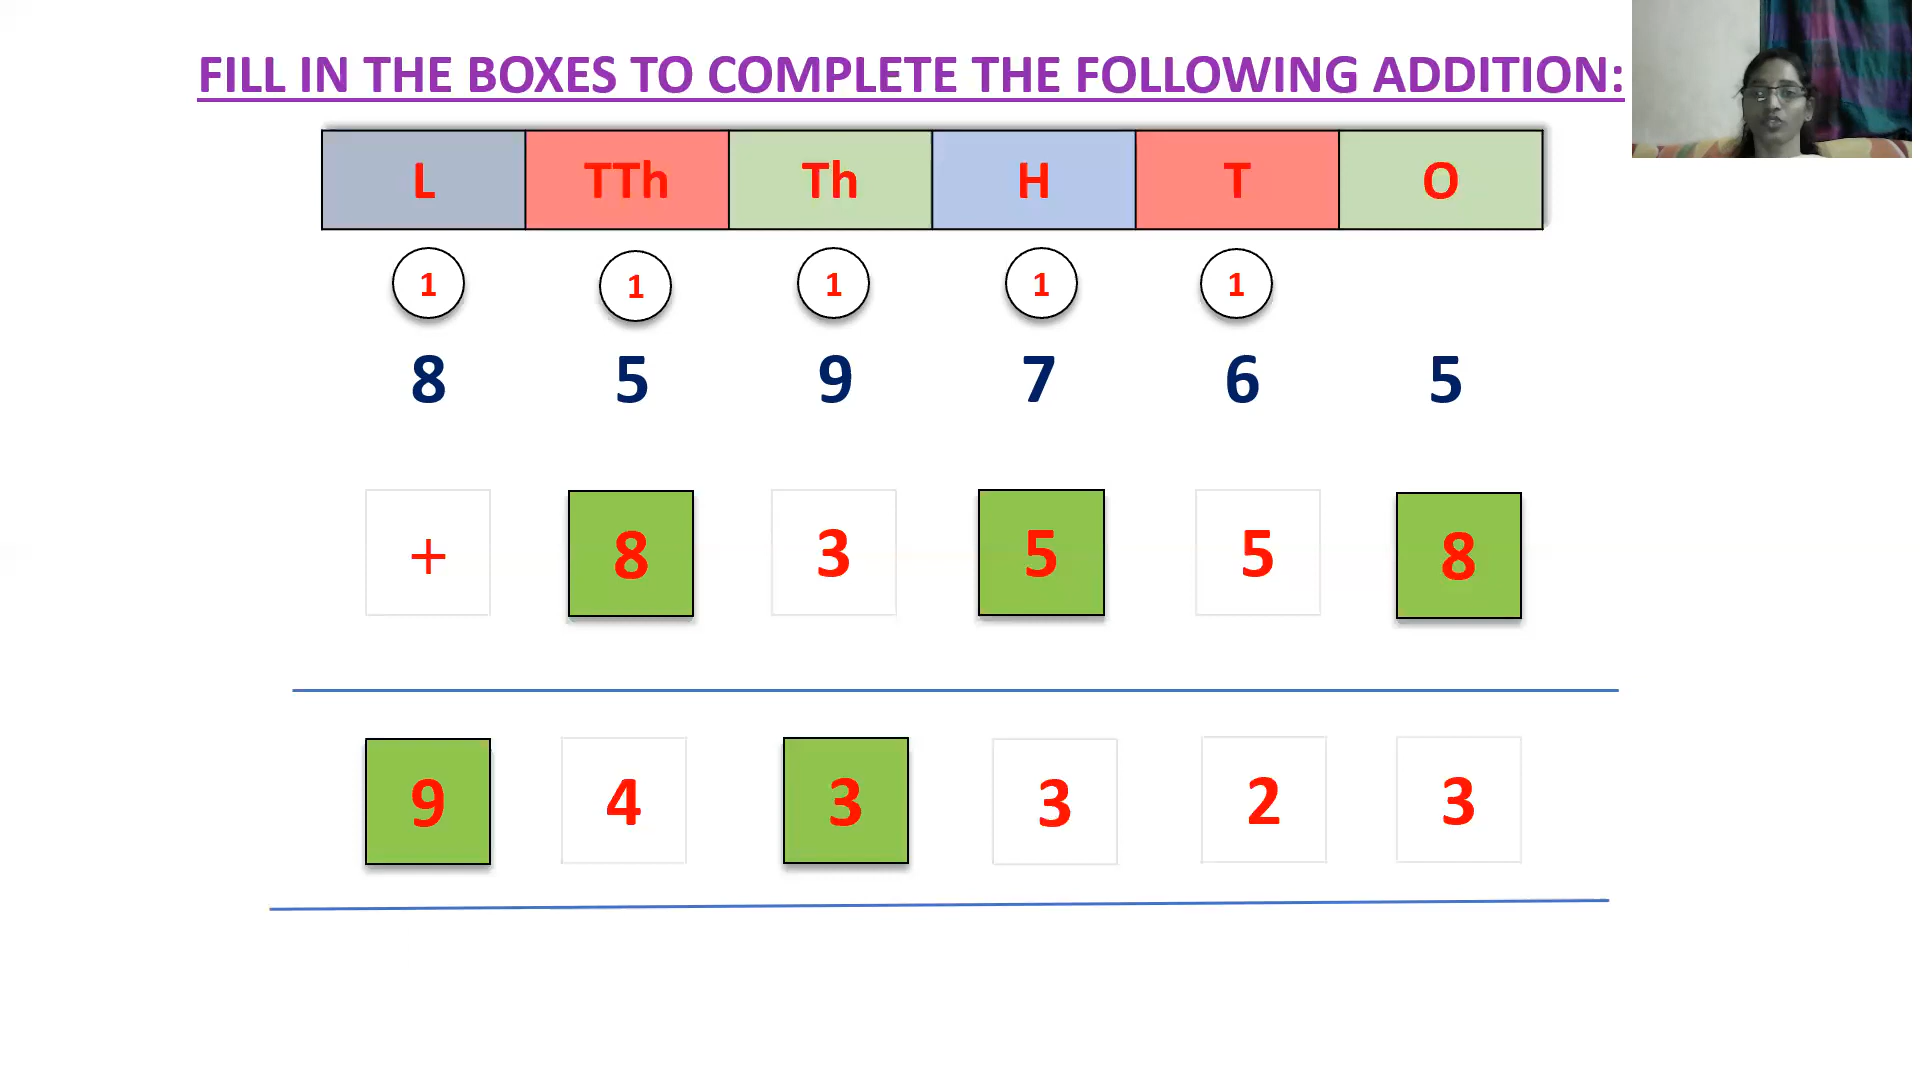 FILL IN THE BOXES TO COMPLETE THE FOLLOWING ADDITION:
L TTh Th H T O
1 1 1 1 1
8 5 9 7 6 5
+ 8 3 5 5 8
9 4 3 3 2 3